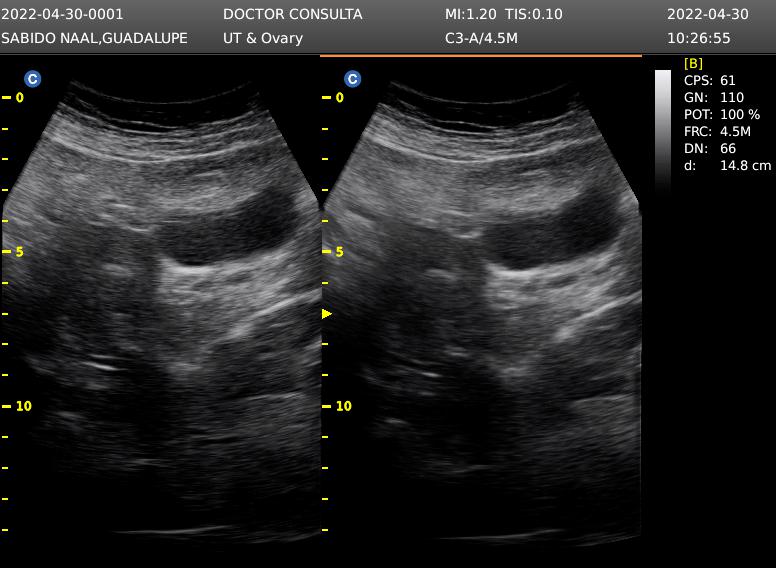 2022-04-30-0001 DOCTOR CONSULTA MI:1.20 TIS:0.10 2022-04-30
SABIDO NAAL,GUADALUPE UT & Ovary C3-A/4.5M 10:26:55
[B]
CPS: 61
GN: 110
POT: 100 %
FRC: 4.5M
DN: 66
d: 14.8 cm
C C
0 0
5 5
10 10